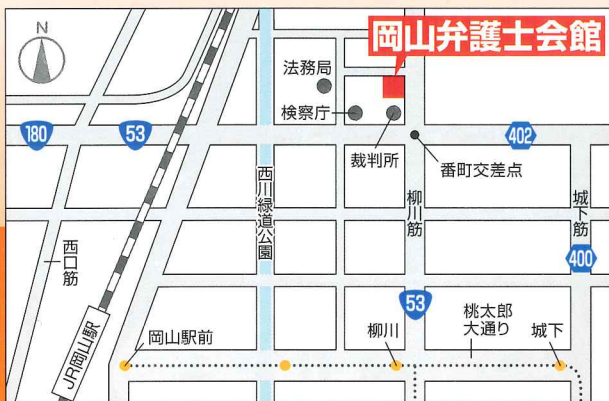 N
岡山弁護士会館
法務局
検察庁
180
53
402
裁判所
番町交差点
西川緑道公園
柳川筋
城下筋
西口筋
400
53
桃太郎
大通り
JR岡山駅
岡山駅前
柳川
城下